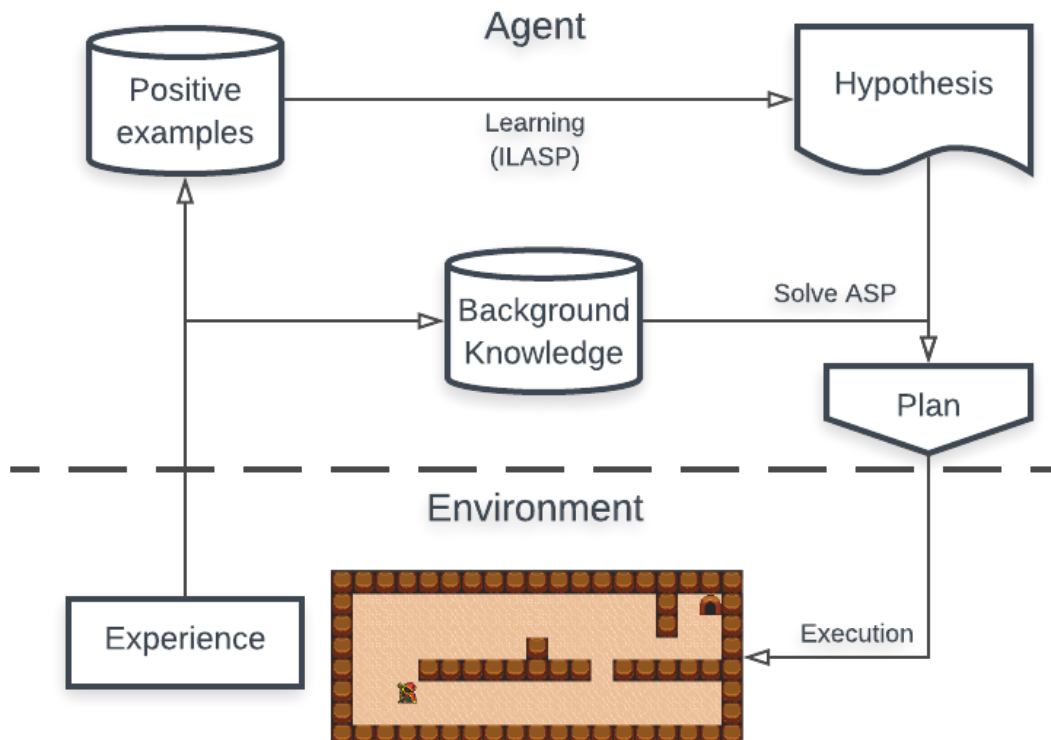 Agent
Positive
examples
Learning
(ILASP)
Hypothesis
Background
Knowledge
Solve ASP
Plan
Environment
Experience
Execution